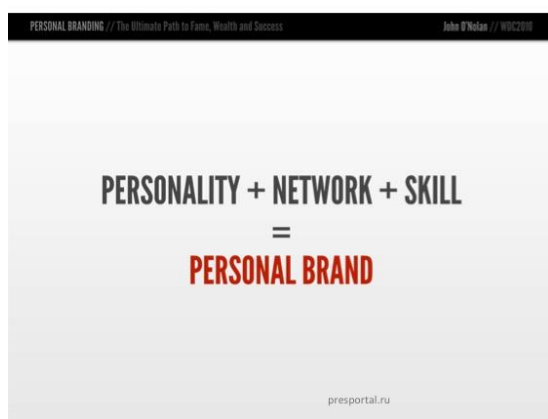 PERSONAL BRANDING // The Ultimate Path to Fame, Wealth and Success
John O'Nolan // WDC2010
PERSONALITY + NETWORK + SKILL
=
PERSONAL BRAND
presportal.ru